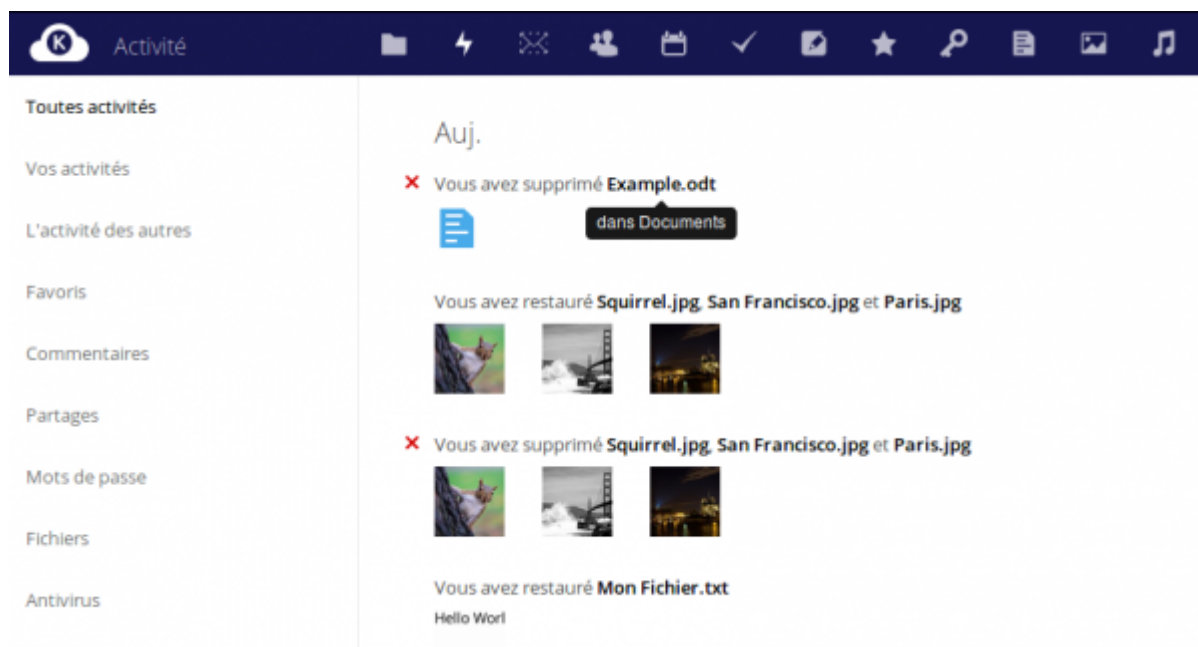 K Activité
Toutes activités
Vos activités
L'activité des autres
Favoris
Commentaires
Partages
Mots de passe
Fichiers
Antivirus
Auj.
Vous avez supprimé Example.odt
dans Documents
Vous avez restauré Squirrel.jpg, San Francisco.jpg et Paris.jpg
Vous avez supprimé Squirrel.jpg, San Francisco.jpg et Paris.jpg
Vous avez restauré Mon Fichier.txt
Hello Worl